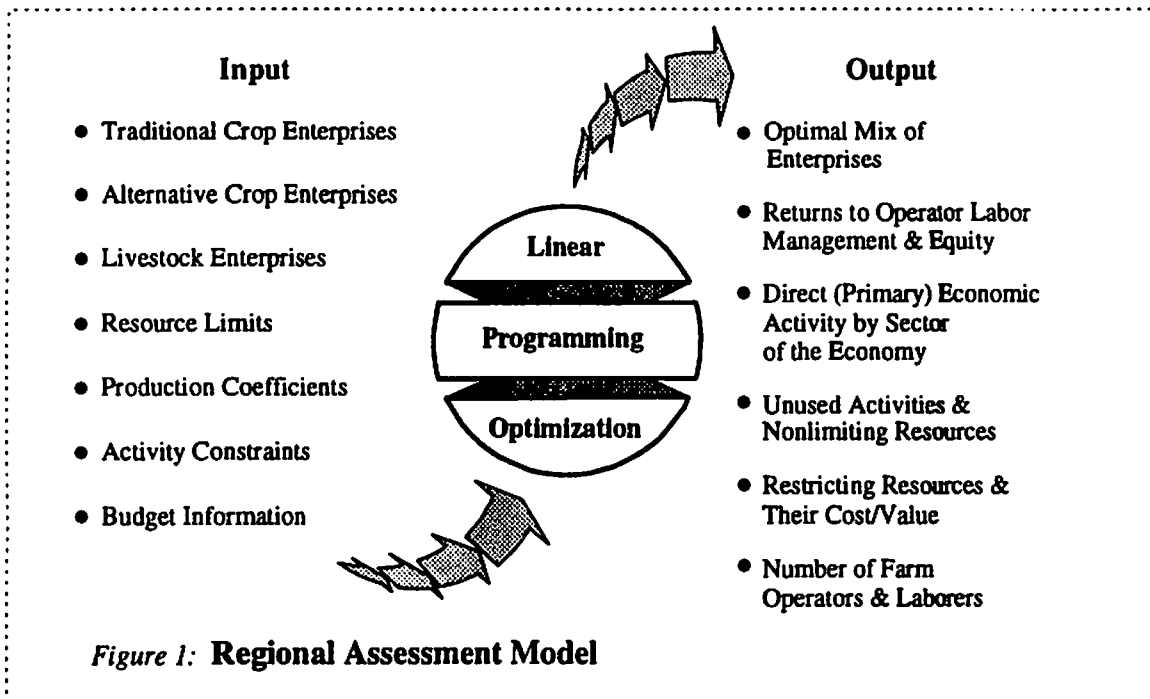 Input
• Traditional Crop Enterprises
• Alternative Crop Enterprises
• Livestock Enterprises
• Resource Limits
• Production Coefficients
• Activity Constraints
• Budget Information
Linear
Programming
Optimization
Output
• Optimal Mix of
Enterprises
• Returns to Operator Labor
Management & Equity
• Direct (Primary) Economic
Activity by Sector
of the Economy
• Unused Activities &
Nonlimiting Resources
• Restricting Resources &
Their Cost/Value
• Number of Farm
Operators & Laborers
Figure 1: Regional Assessment Model